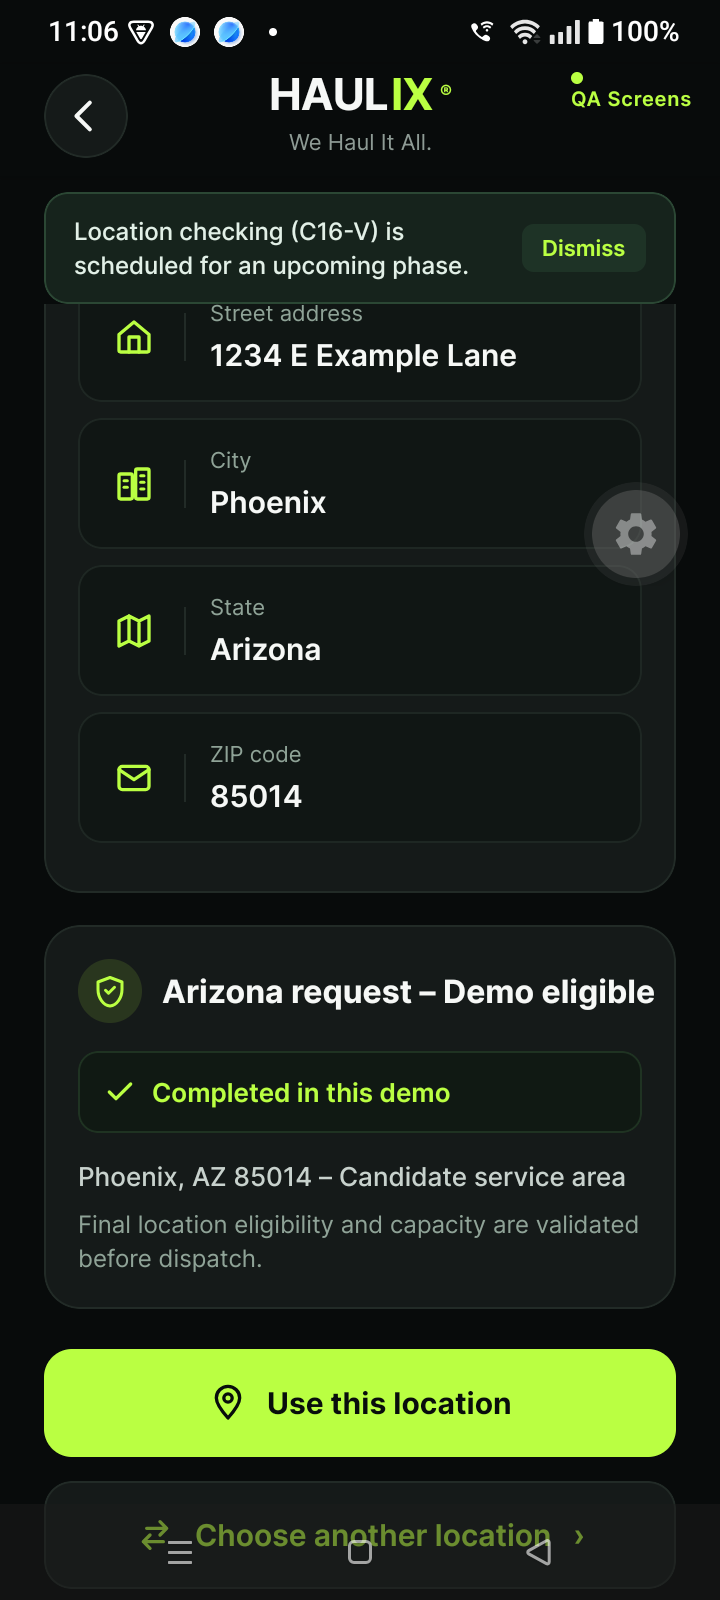 11:06
100%
HAULIX ®
We Haul It All.
QA Screens
Location checking (C16-V) is
scheduled for an upcoming phase.
Dismiss
Street address
1234 E Example Lane
City
Phoenix
State
Arizona
ZIP code
85014
Arizona request – Demo eligible
Completed in this demo
Phoenix, AZ 85014 – Candidate service area
Final location eligibility and capacity are validated
before dispatch.
Use this location
Choose another location ›